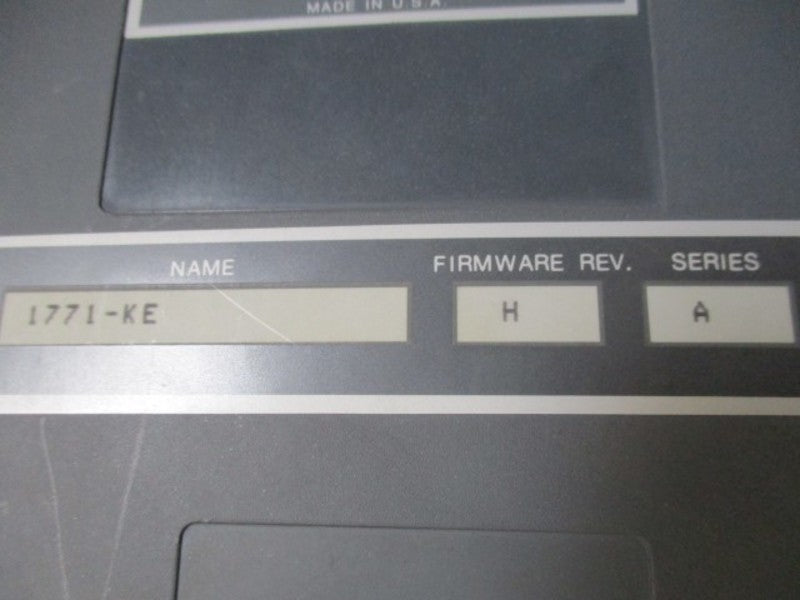 MADE IN U.S.A.
NAME FIRMWARE REV. SERIES
1771-KE H A